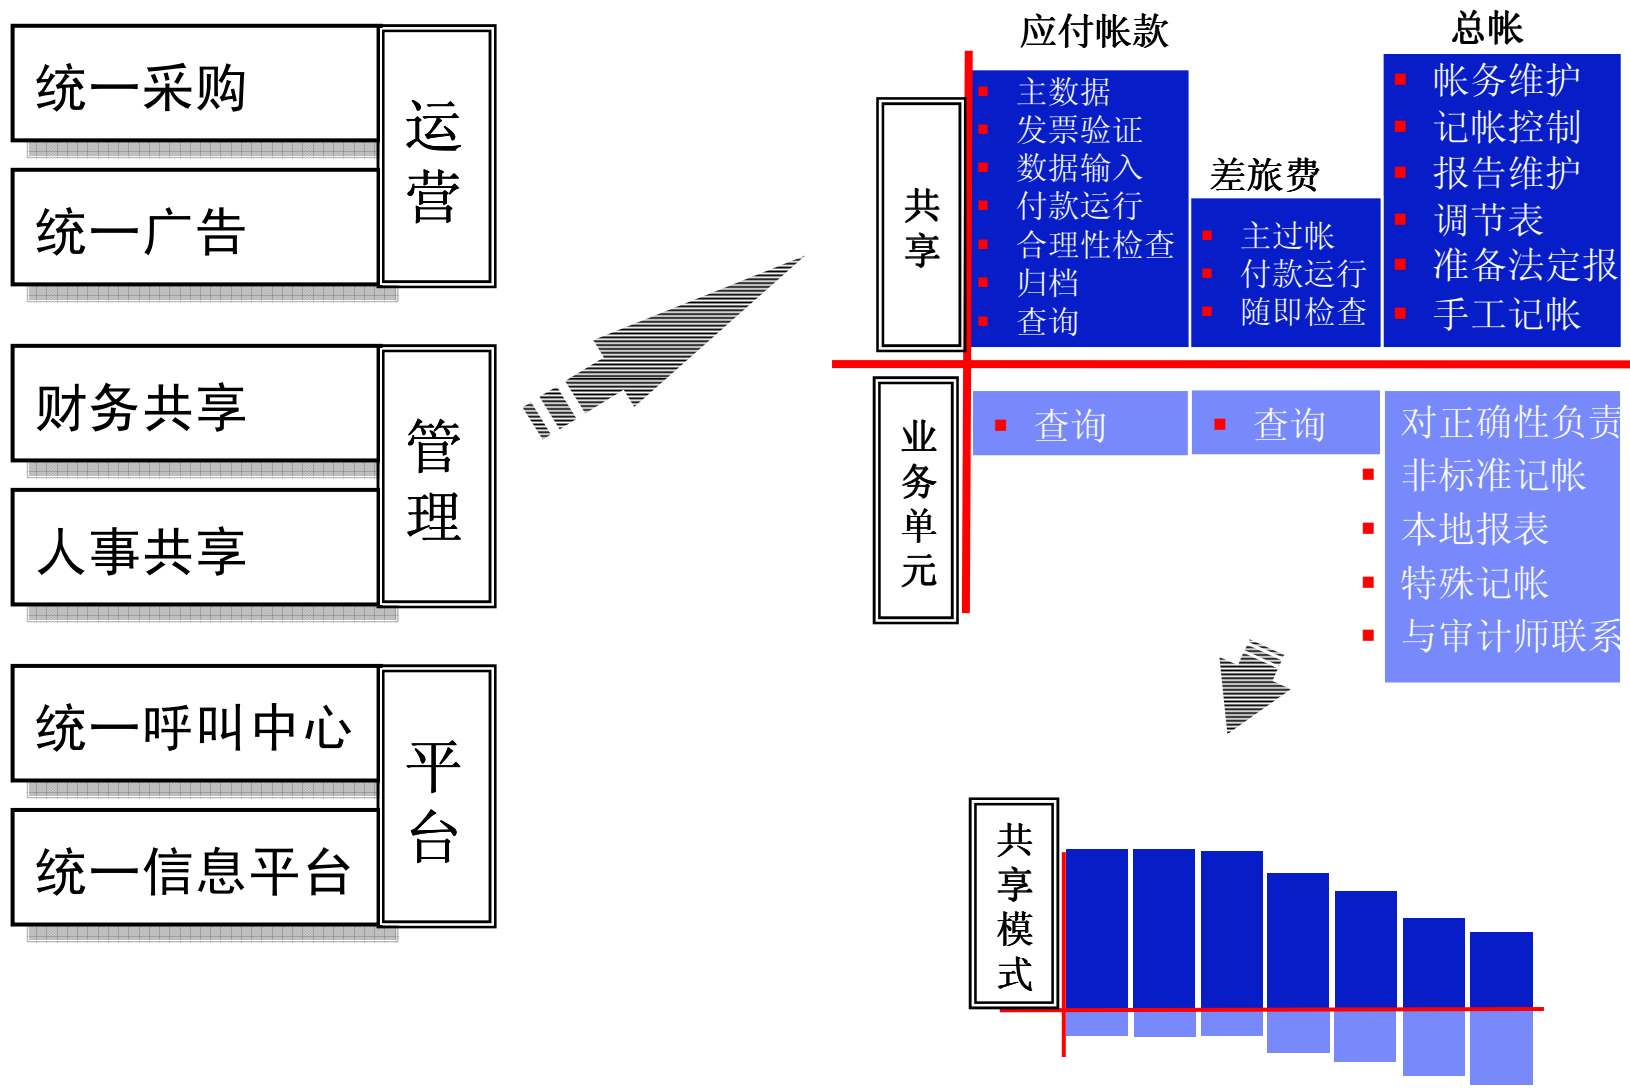 统一采购
统一广告
运
营
财务共享
人事共享
管
理
统一呼叫中心
统一信息平台
平
台
应付帐款
主数据
发票验证
数据输入
付款运行
合理性检查
归档
查询
差旅费
主过帐
付款运行
随即检查
总帐
帐务维护
记帐控制
报告维护
调节表
准备法定报
手工记帐
共
享
业
务
单
元
查询
查询
对正确性负责
非标准记帐
本地报表
特殊记帐
与审计师联系
共
享
模
式